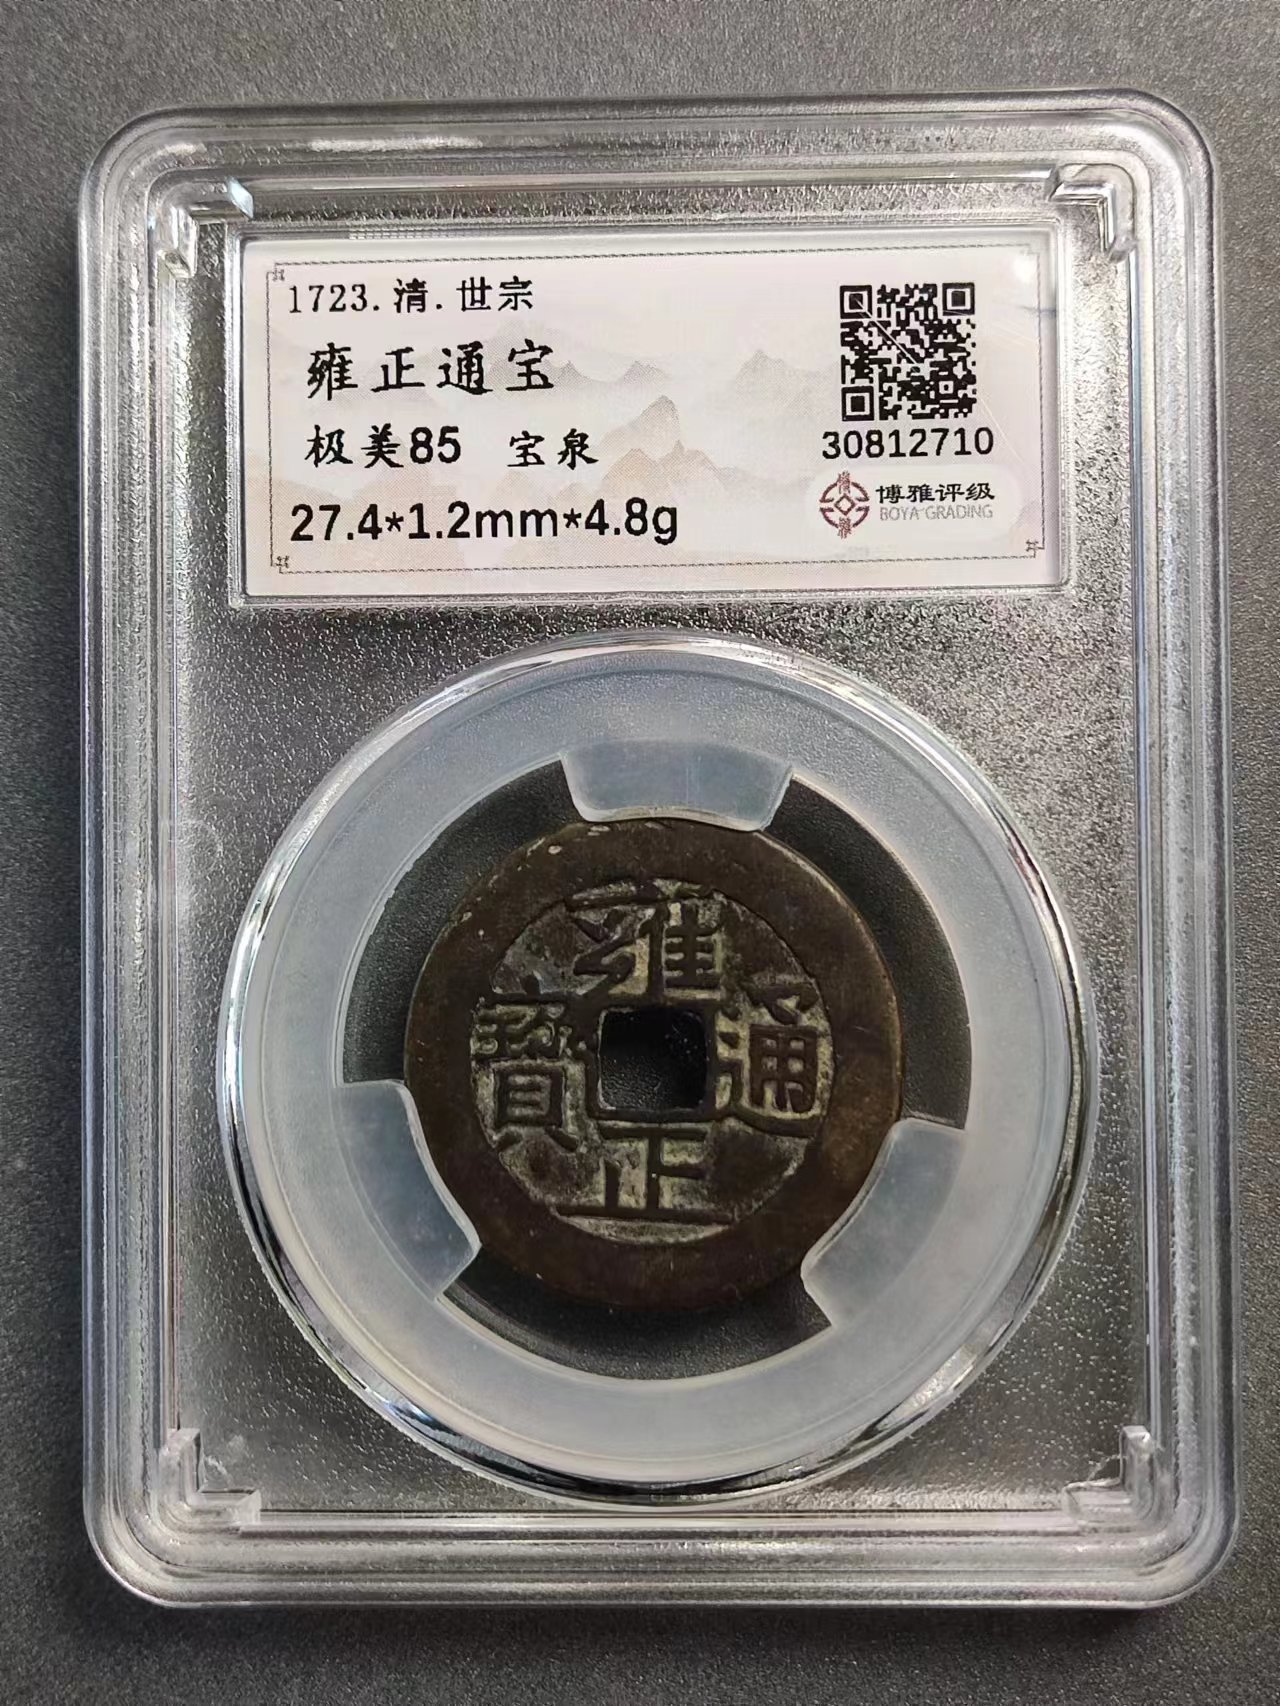 1723.清.世宗
雍正通宝
极美85 宝泉
27.4*1.2mm*4.8g
30812710
博雅评级
BOYA GRADING
雍
寶 通
正